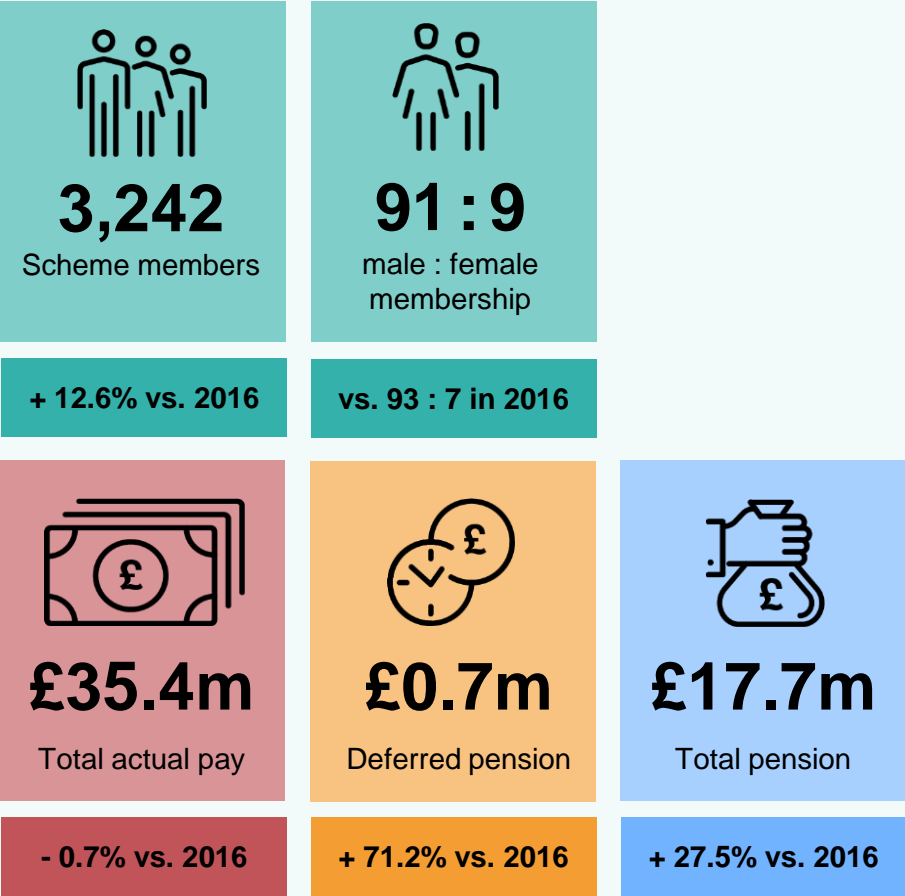 3,242
Scheme members
91 : 9
male : female
membership
+ 12.6% vs. 2016
vs. 93 : 7 in 2016
£
£35.4m
Total actual pay
£
£0.7m
Deferred pension
£
£17.7m
Total pension
- 0.7% vs. 2016
+ 71.2% vs. 2016
+ 27.5% vs. 2016